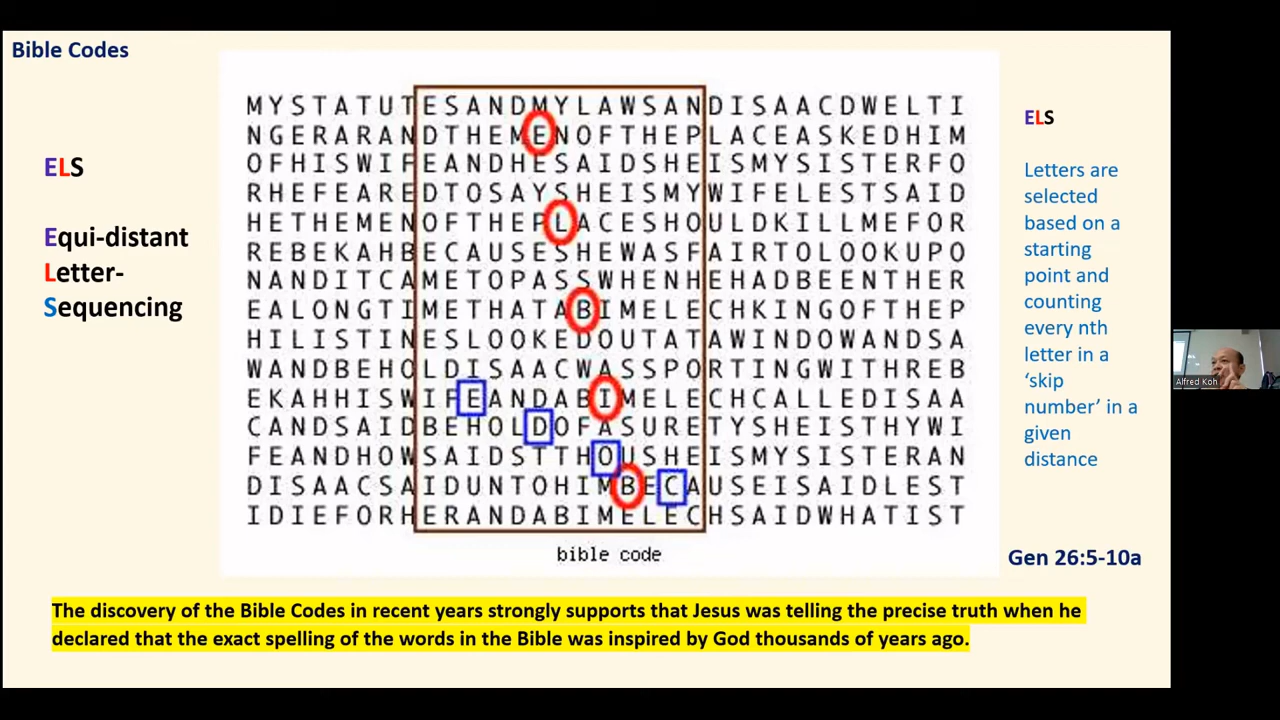 Bible Codes
ELS
Equi-distant
Letter-
Sequencing
MYSTATUTESANDMYLAWSANDISAACDWELTI
NGERARANDTHEMENOFTHEPLACEASKEDHIM
OFHISWIFEANDHESAIDSHEISMYSISTERFO
RHEFEAREDTOSAYSHEISMYWIFELESTSAID
HETHEMENOFTHEPLACESHOULDKILLMEFOR
REBEKAHBECAUSESHEWASFAIRTOLOOKUPO
NANDITCAMETOPASSWHENHEHADBEENTHER
EALONGTIMETHATABIMELECHKINGOFTHEP
HILISTINESLOOKEDOUTATAWINDOWANDSA
WANDBEHOLDISAACWASSPORTINGWITHREB
EKAHHISWIFEANDABIMELECHCALLEDISAA
CANDSAIDBEHOLDOFASURETYSHEISTHYWI
FEANDHOWSAIDSTTHOUSHEISMYSISTERAN
DISAACSAIDUNTOHIMBECAUSEISAIDLEST
IDIEFORHERANDABIMELECHSAIDWHATIST
bible code
ELS
Letters are
selected
based on a
starting
point and
counting
every nth
letter in a
‘skip
number’ in a
given
distance
Gen 26:5-10a
The discovery of the Bible Codes in recent years strongly supports that Jesus was telling the precise truth when he
declared that the exact spelling of the words in the Bible was inspired by God thousands of years ago.
Alfred Koh